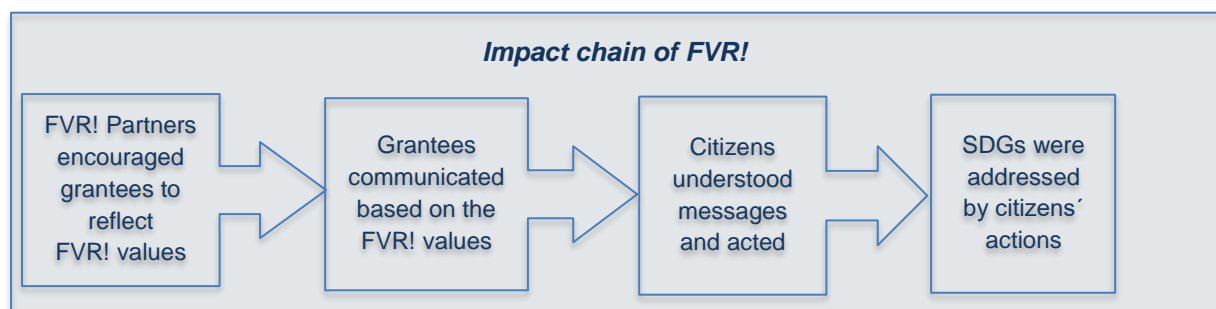 Impact chain of FVR!
FVR! Partners
encouraged
grantees to
reflect
FVR! values
Grantees
communicated
based on the
FVR! values
Citizens
understood
messages
and acted
SDGs were
addressed
by citizens´
actions